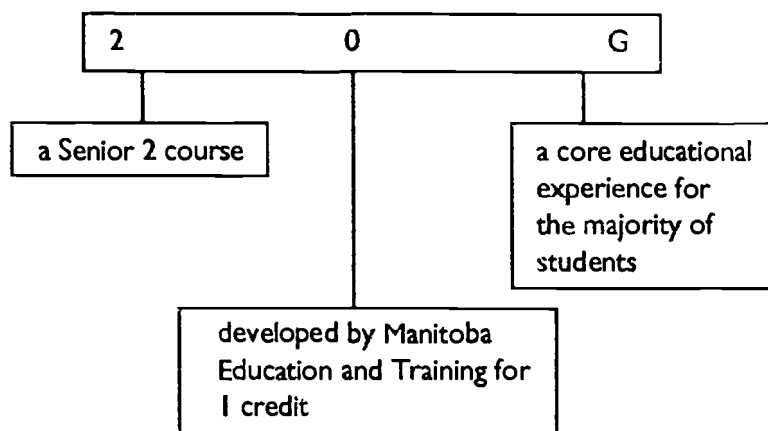 2 0 G
a Senior 2 course
a core educational
experience for
the majority of
students
developed by Manitoba
Education and Training for
1 credit